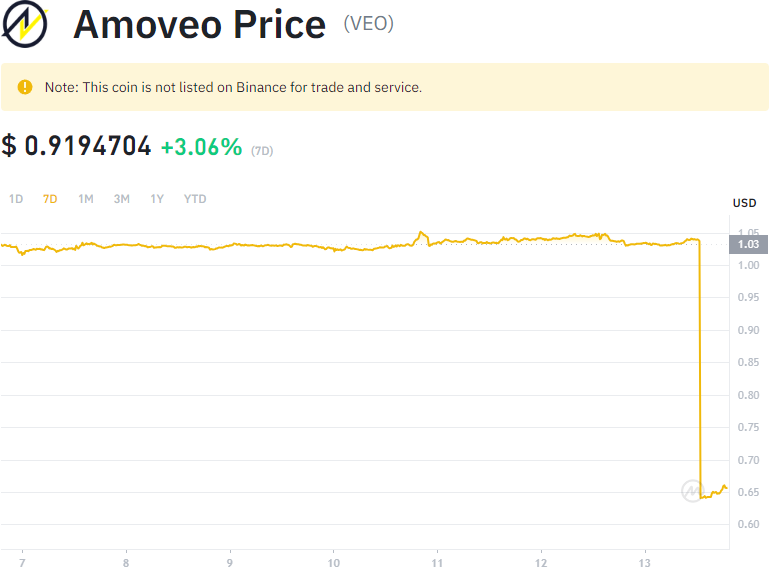 Amoveo Price (VEO)
Note: This coin is not listed on Binance for trade and service.
$ 0.9194704 +3.06% (7D)
1D 7D 1M 3M 1Y YTD
USD
1.05
1.03
1.00
0.95
0.90
0.85
0.80
0.75
0.70
0.65
0.60
7 8 9 10 11 12 13